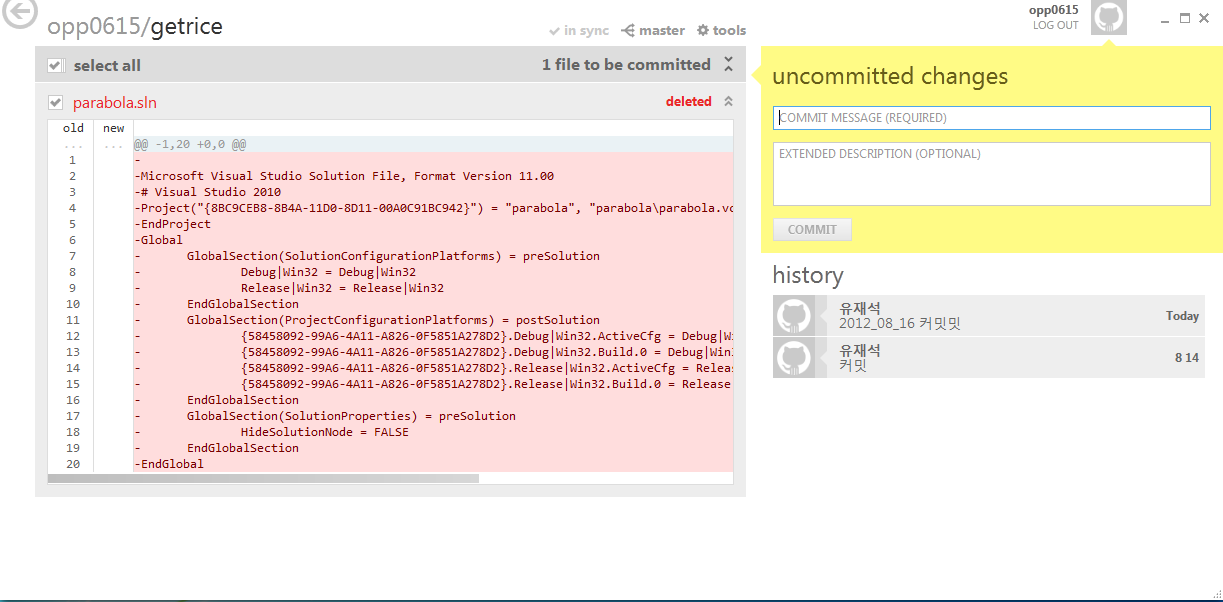 opp0615/getrice
in sync master tools
opp0615
LOG OUT
select all 1 file to be committed
parabola.sln deleted
old new
... ... @@ -1,20 +0,0 @@
1 -
2 -Microsoft Visual Studio Solution File, Format Version 11.00
3 -# Visual Studio 2010
4 -Project("{8BC9CEB8-8B4A-11D0-8D11-00A0C91BC942}") = "parabola", "parabola\parabola.vc
5 -EndProject
6 -Global
7 - GlobalSection(SolutionConfigurationPlatforms) = preSolution
8 - Debug|Win32 = Debug|Win32
9 - Release|Win32 = Release|Win32
10 - EndGlobalSection
11 - GlobalSection(ProjectConfigurationPlatforms) = postSolution
12 - {58458092-99A6-4A11-A826-0F5851A278D2}.Debug|Win32.ActiveCfg = Debug|W
13 - {58458092-99A6-4A11-A826-0F5851A278D2}.Debug|Win32.Build.0 = Debug|Win
14 - {58458092-99A6-4A11-A826-0F5851A278D2}.Release|Win32.ActiveCfg = Relea
15 - {58458092-99A6-4A11-A826-0F5851A278D2}.Release|Win32.Build.0 = Release
16 - EndGlobalSection
17 - GlobalSection(SolutionProperties) = preSolution
18 - HideSolutionNode = FALSE
19 - EndGlobalSection
20 -EndGlobal
uncommitted changes
COMMIT MESSAGE (REQUIRED)
EXTENDED DESCRIPTION (OPTIONAL)
COMMIT
history
유재석
2012_08_16 커밋밋
Today
유재석
커밋
8 14